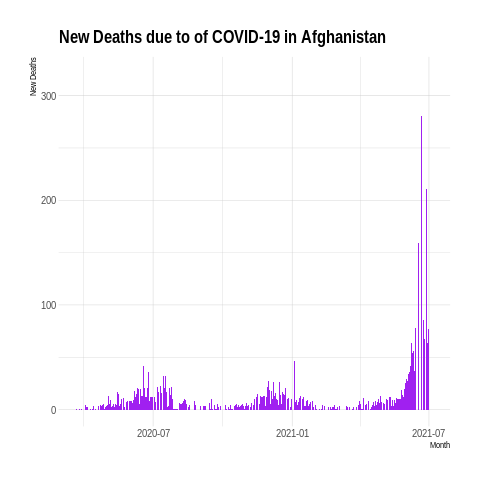 New Deaths due to of COVID-19 in Afghanistan
New Deaths
300
200
100
0
2020-07
2021-01
2021-07
Month